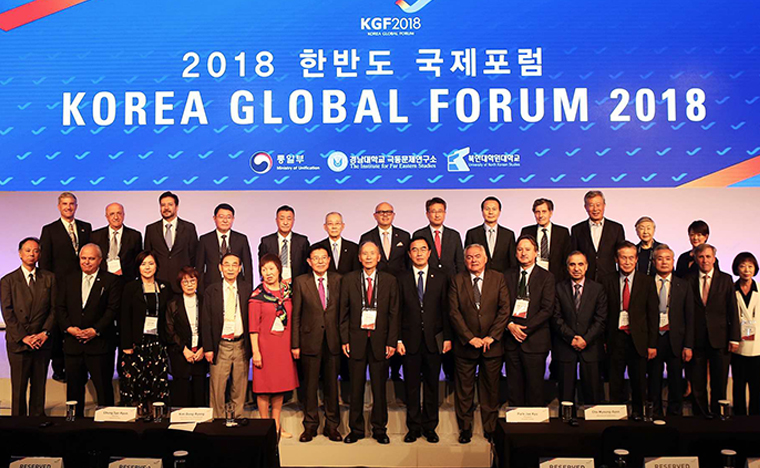 KGF2018
KOREA GLOBAL FORUM
2018 한반도 국제포럼
KOREA GLOBAL FORUM 2018
통일부
Ministry of Unification
경남대학교 극동문제연구소
The Institute for Far Eastern Studies
북한대학원대학교
University of North Korean Studies
RESERVED
RESERVED
RESERVED
RESERVED